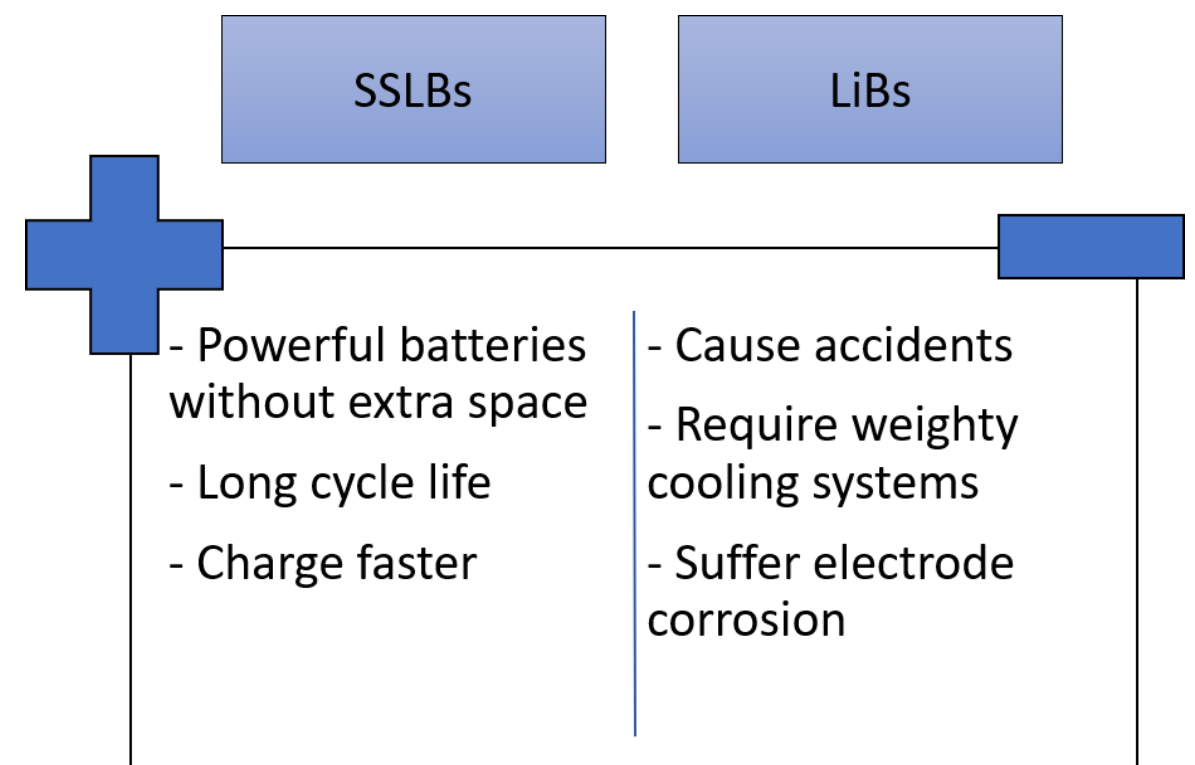 SSLBs
LiBs
- Powerful batteries
without extra space
- Long cycle life
- Charge faster
- Cause accidents
- Require weighty
cooling systems
- Suffer electrode
corrosion